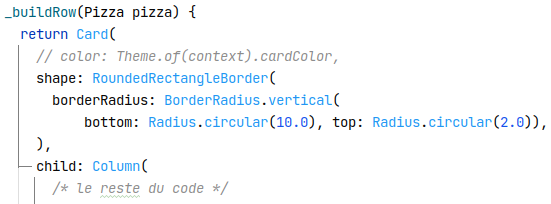 _buildRow(Pizza pizza) {
return Card(
// color: Theme.of(context).cardColor,
shape: RoundedRectangleBorder(
borderRadius: BorderRadius.vertical(
bottom: Radius.circular(10.0), top: Radius.circular(2.0)),
),
child: Column(
/* le reste du code */